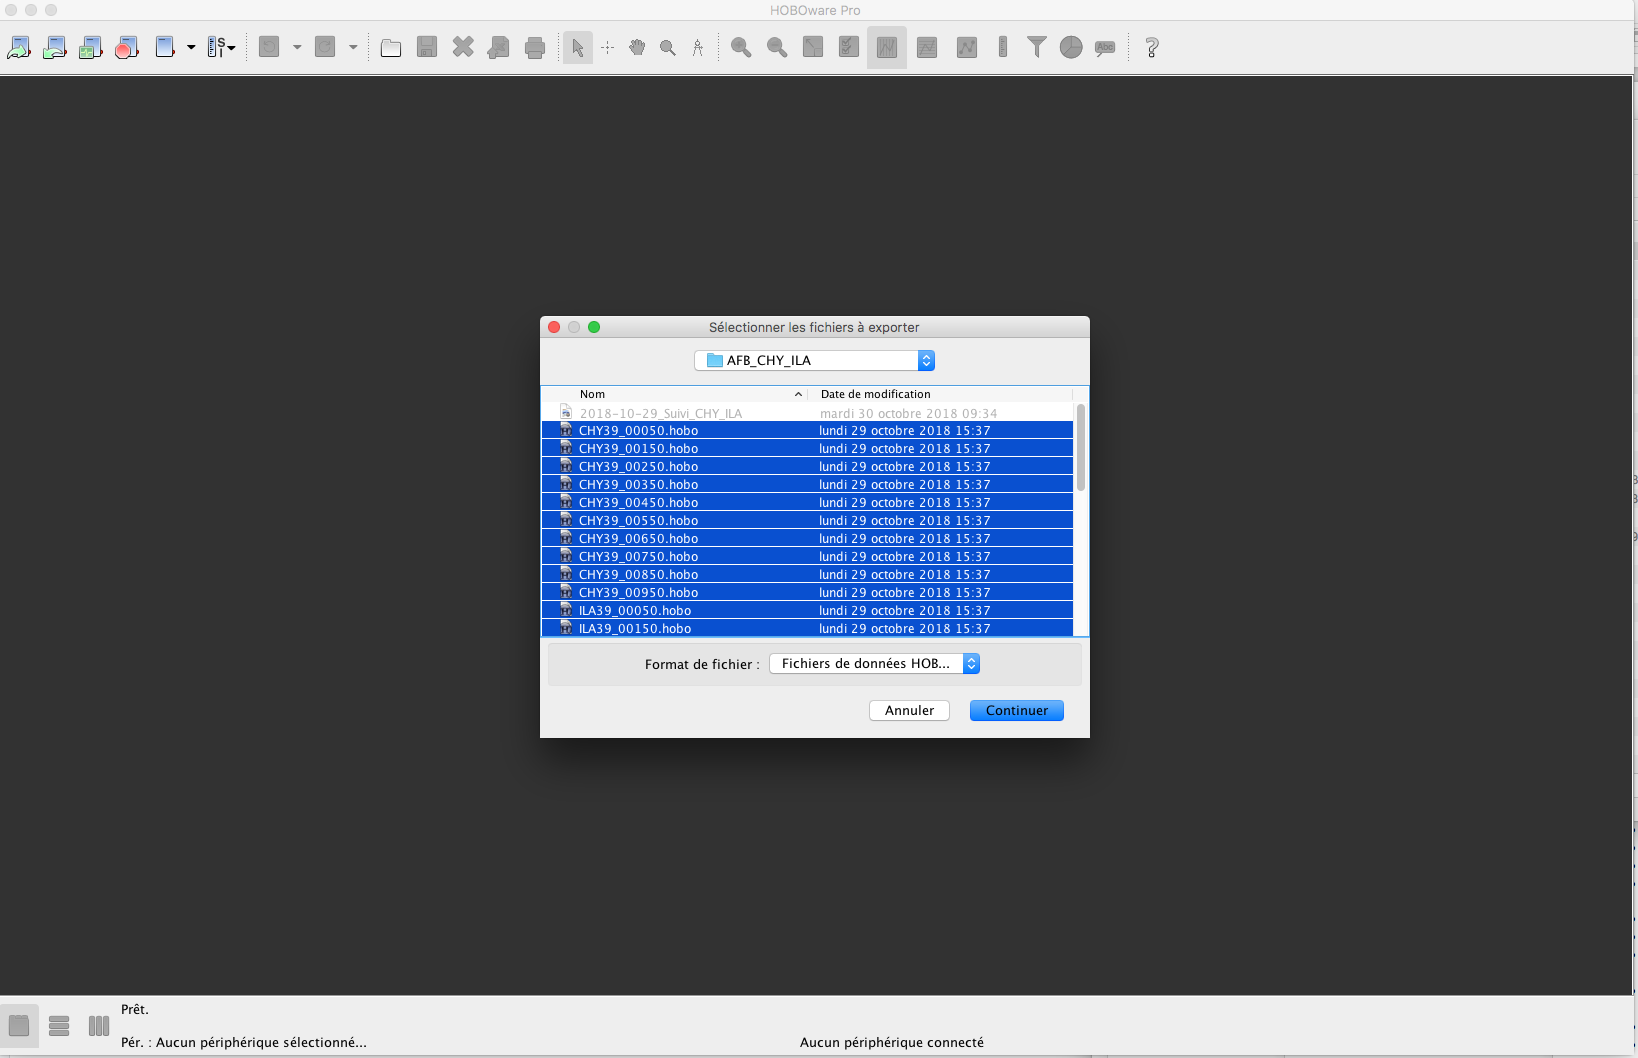 HOBOware Pro
S
Abc
?
Sélectionner les fichiers à exporter
AFB_CHY_ILA
Nom Date de modification
2018-10-29_Suivi_CHY_ILA mardi 30 octobre 2018 09:34
CHY39_00050.hobo lundi 29 octobre 2018 15:37
CHY39_00150.hobo lundi 29 octobre 2018 15:37
CHY39_00250.hobo lundi 29 octobre 2018 15:37
CHY39_00350.hobo lundi 29 octobre 2018 15:37
CHY39_00450.hobo lundi 29 octobre 2018 15:37
CHY39_00550.hobo lundi 29 octobre 2018 15:37
CHY39_00650.hobo lundi 29 octobre 2018 15:37
CHY39_00750.hobo lundi 29 octobre 2018 15:37
CHY39_00850.hobo lundi 29 octobre 2018 15:37
CHY39_00950.hobo lundi 29 octobre 2018 15:37
ILA39_00050.hobo lundi 29 octobre 2018 15:37
ILA39_00150.hobo lundi 29 octobre 2018 15:37
Format de fichier : Fichiers de données HOB...
Annuler Continuer
Prêt.
Pér. : Aucun périphérique sélectionné... Aucun périphérique connecté